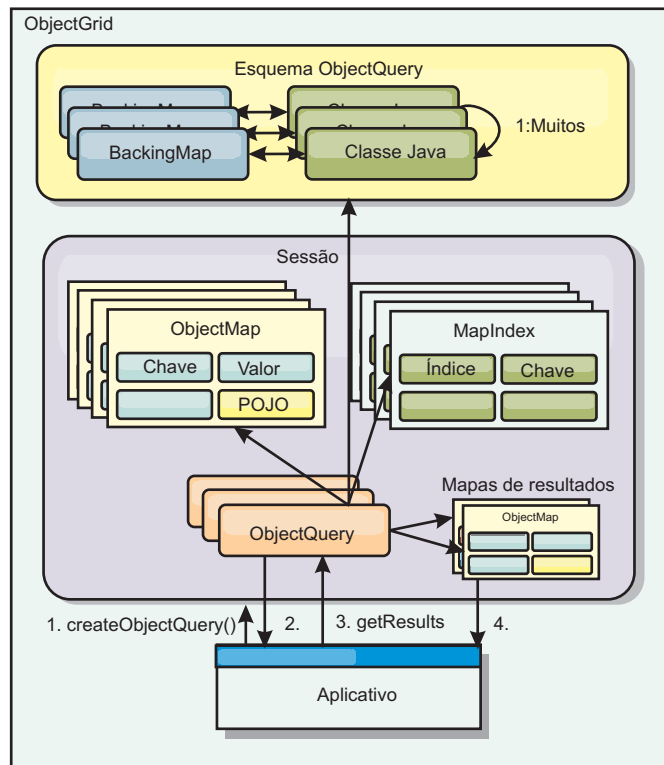 ObjectGrid
Esquema ObjectQuery
BackingMap
Classe Java
1:Muitos
Sessão
ObjectMap
Chave
Valor
POJO
MapIndex
Índice
Chave
Mapas de resultados
ObjectMap
ObjectQuery
1. createObjectQuery()
2.
3. getResults
4.
Aplicativo